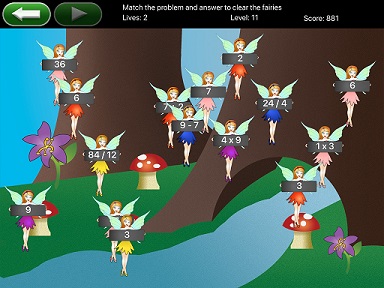 Match the problem and answer to clear the fairies
Lives: 2
Level: 11
Score: 881
2
36
6
7
6
24 / 4
9 - 7
4 x 9
1 x 3
84 / 12
3
9
3